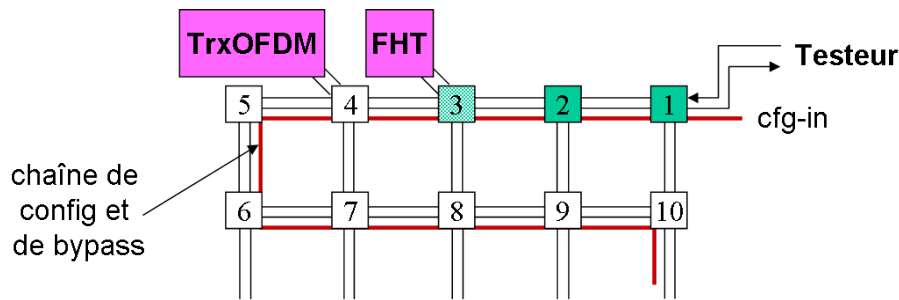 TrxOFDM
FHT
Testeur
5
4
3
2
1
cfg-in
chaîne de
config et
de bypass
6
7
8
9
10